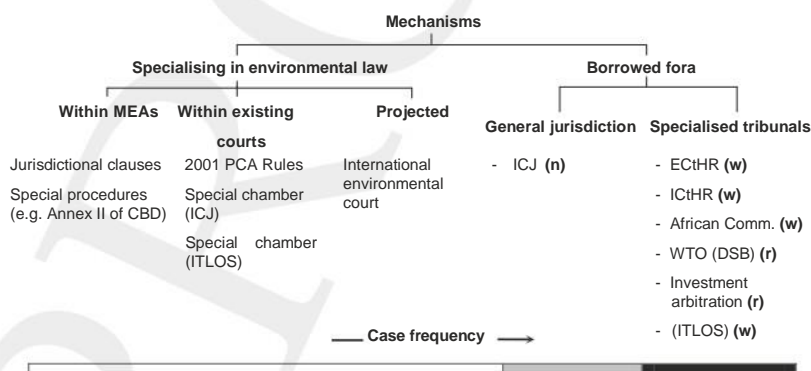 Mechanisms
Specialising in environmental law
Borrowed fora
Within MEAs
Within existing
courts
Projected
General jurisdiction
Specialised tribunals
Jurisdictional clauses
Special procedures
(e.g. Annex II of CBD)
2001 PCA Rules
Special chamber
(ICJ)
Special chamber
(ITLOS)
International
environmental
court
- ICJ (n)
- ECtHR (w)
- ICtHR (w)
- African Comm. (w)
- WTO (DSB) (r)
- Investment
arbitration (r)
- (ITLOS) (w)
Case frequency